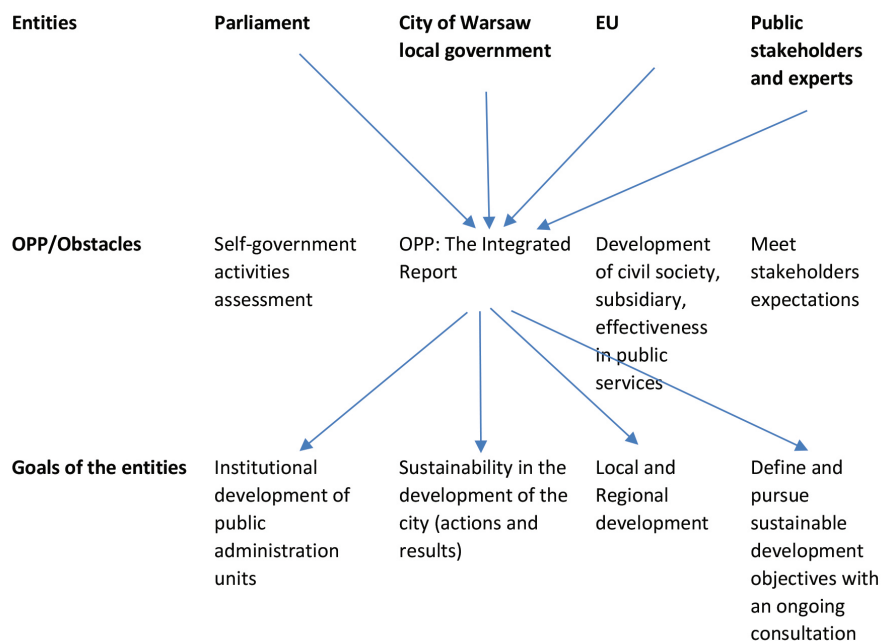 Entities
Parliament
City of Warsaw
local government
EU
Public
stakeholders
and experts
OPP/Obstacles
Self-government
activities
assessment
OPP: The Integrated
Report
Development
of civil society,
subsidiary,
effectiveness
in public
services
Meet
stakeholders
expectations
Goals of the entities
Institutional
development of
public
administration
units
Sustainability in the
development of the
city (actions and
results)
Local and
Regional
development
Define and
pursue
sustainable
development
objectives with
an ongoing
consultation